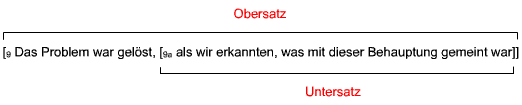 Obersatz
[9 Das Problem war gelöst, [9a als wir erkannten, was mit dieser Behauptung gemeint war]]
Untersatz